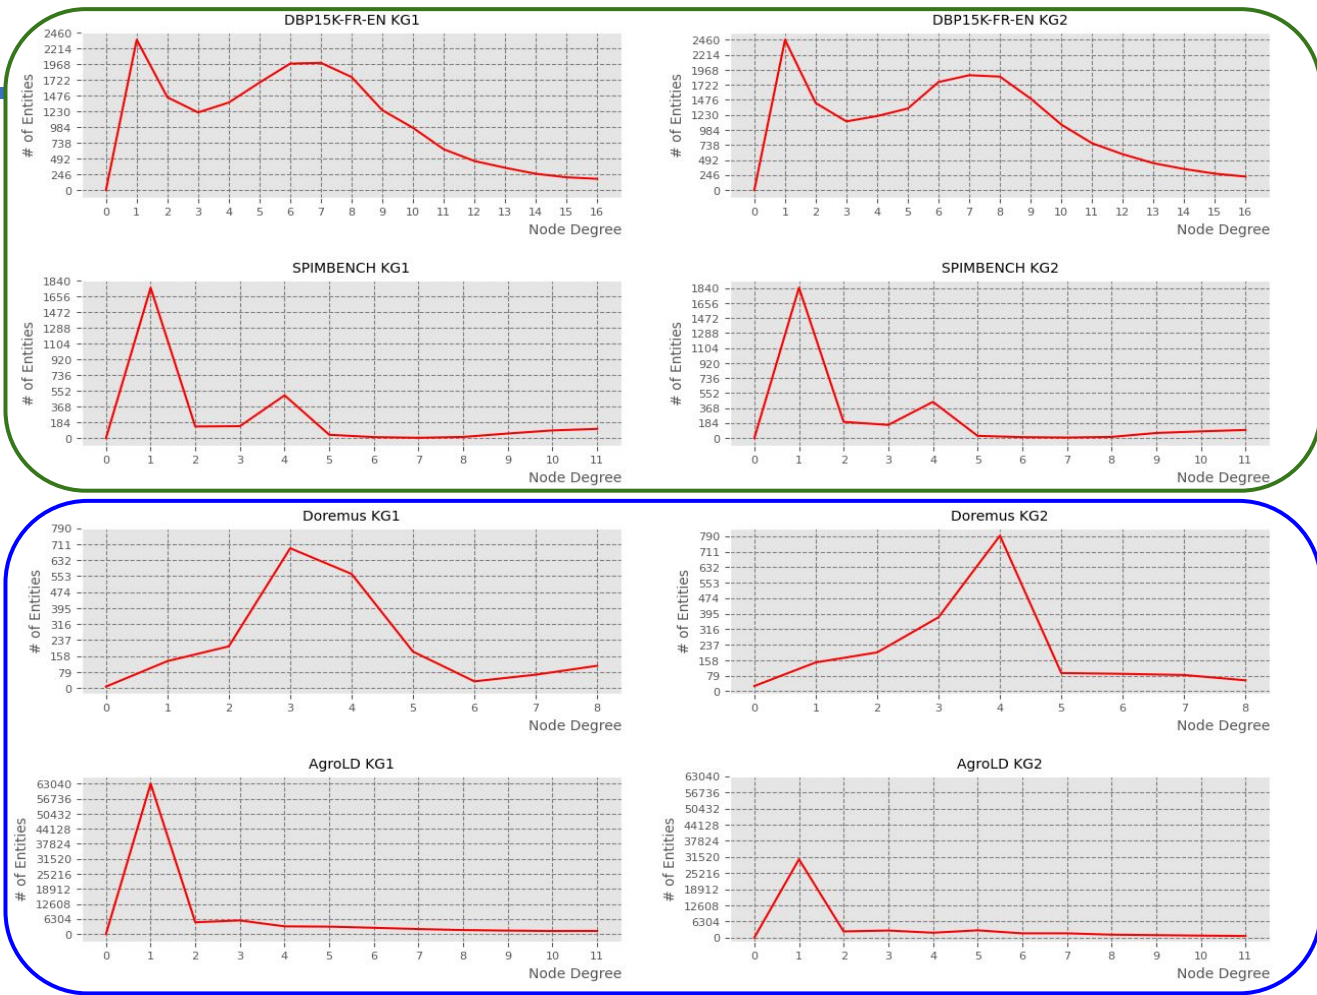 DBP15K-FR-EN KG1
# of Entities
2460
2214
1968
1722
1476
1230
984
738
492
246
0
0 1 2 3 4 5 6 7 8 9 10 11 12 13 14 15 16
Node Degree
DBP15K-FR-EN KG2
# of Entities
2460
2214
1968
1722
1476
1230
984
738
492
246
0
0 1 2 3 4 5 6 7 8 9 10 11 12 13 14 15 16
Node Degree
SPIMBENCH KG1
# of Entities
1840
1656
1472
1288
1104
920
736
552
368
184
0
0 1 2 3 4 5 6 7 8 9 10 11
Node Degree
SPIMBENCH KG2
# of Entities
1840
1656
1472
1288
1104
920
736
552
368
184
0
0 1 2 3 4 5 6 7 8 9 10 11
Node Degree
Doremus KG1
# of Entities
790
711
632
553
474
395
316
237
158
79
0
0 1 2 3 4 5 6 7 8
Node Degree
Doremus KG2
# of Entities
790
711
632
553
474
395
316
237
158
79
0
0 1 2 3 4 5 6 7 8
Node Degree
AgroLD KG1
# of Entities
63040
56736
50432
44128
37824
31520
25216
18912
12608
6304
0
0 1 2 3 4 5 6 7 8 9 10 11
Node Degree
AgroLD KG2
# of Entities
63040
56736
50432
44128
37824
31520
25216
18912
12608
6304
0
0 1 2 3 4 5 6 7 8 9 10 11
Node Degree